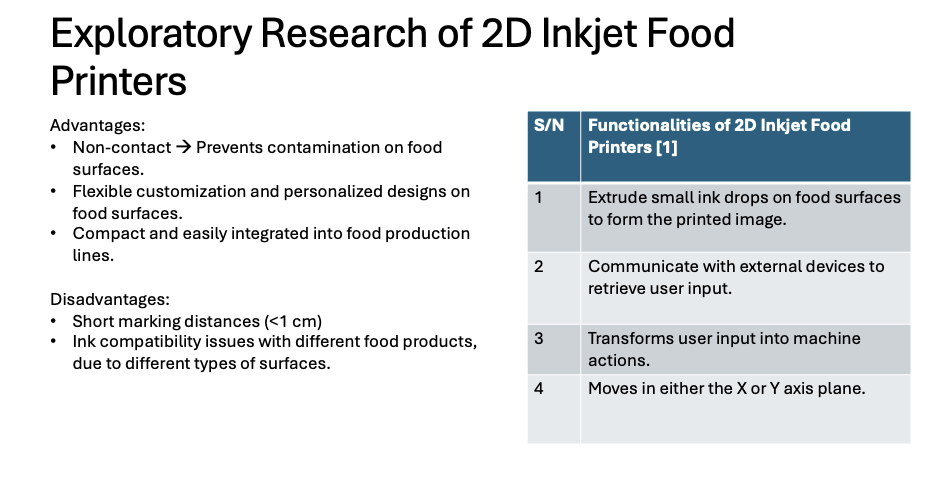 Exploratory Research of 2D Inkjet Food
Printers
Advantages:
• Non-contact → Prevents contamination on food
surfaces.
• Flexible customization and personalized designs on
food surfaces.
• Compact and easily integrated into food production
lines.
Disadvantages:
• Short marking distances (<1 cm)
• Ink compatibility issues with different food products,
due to different types of surfaces.
S/N Functionalities of 2D Inkjet Food
Printers [1]
1 Extrude small ink drops on food surfaces
to form the printed image.
2 Communicate with external devices to
retrieve user input.
3 Transforms user input into machine
actions.
4 Moves in either the X or Y axis plane.